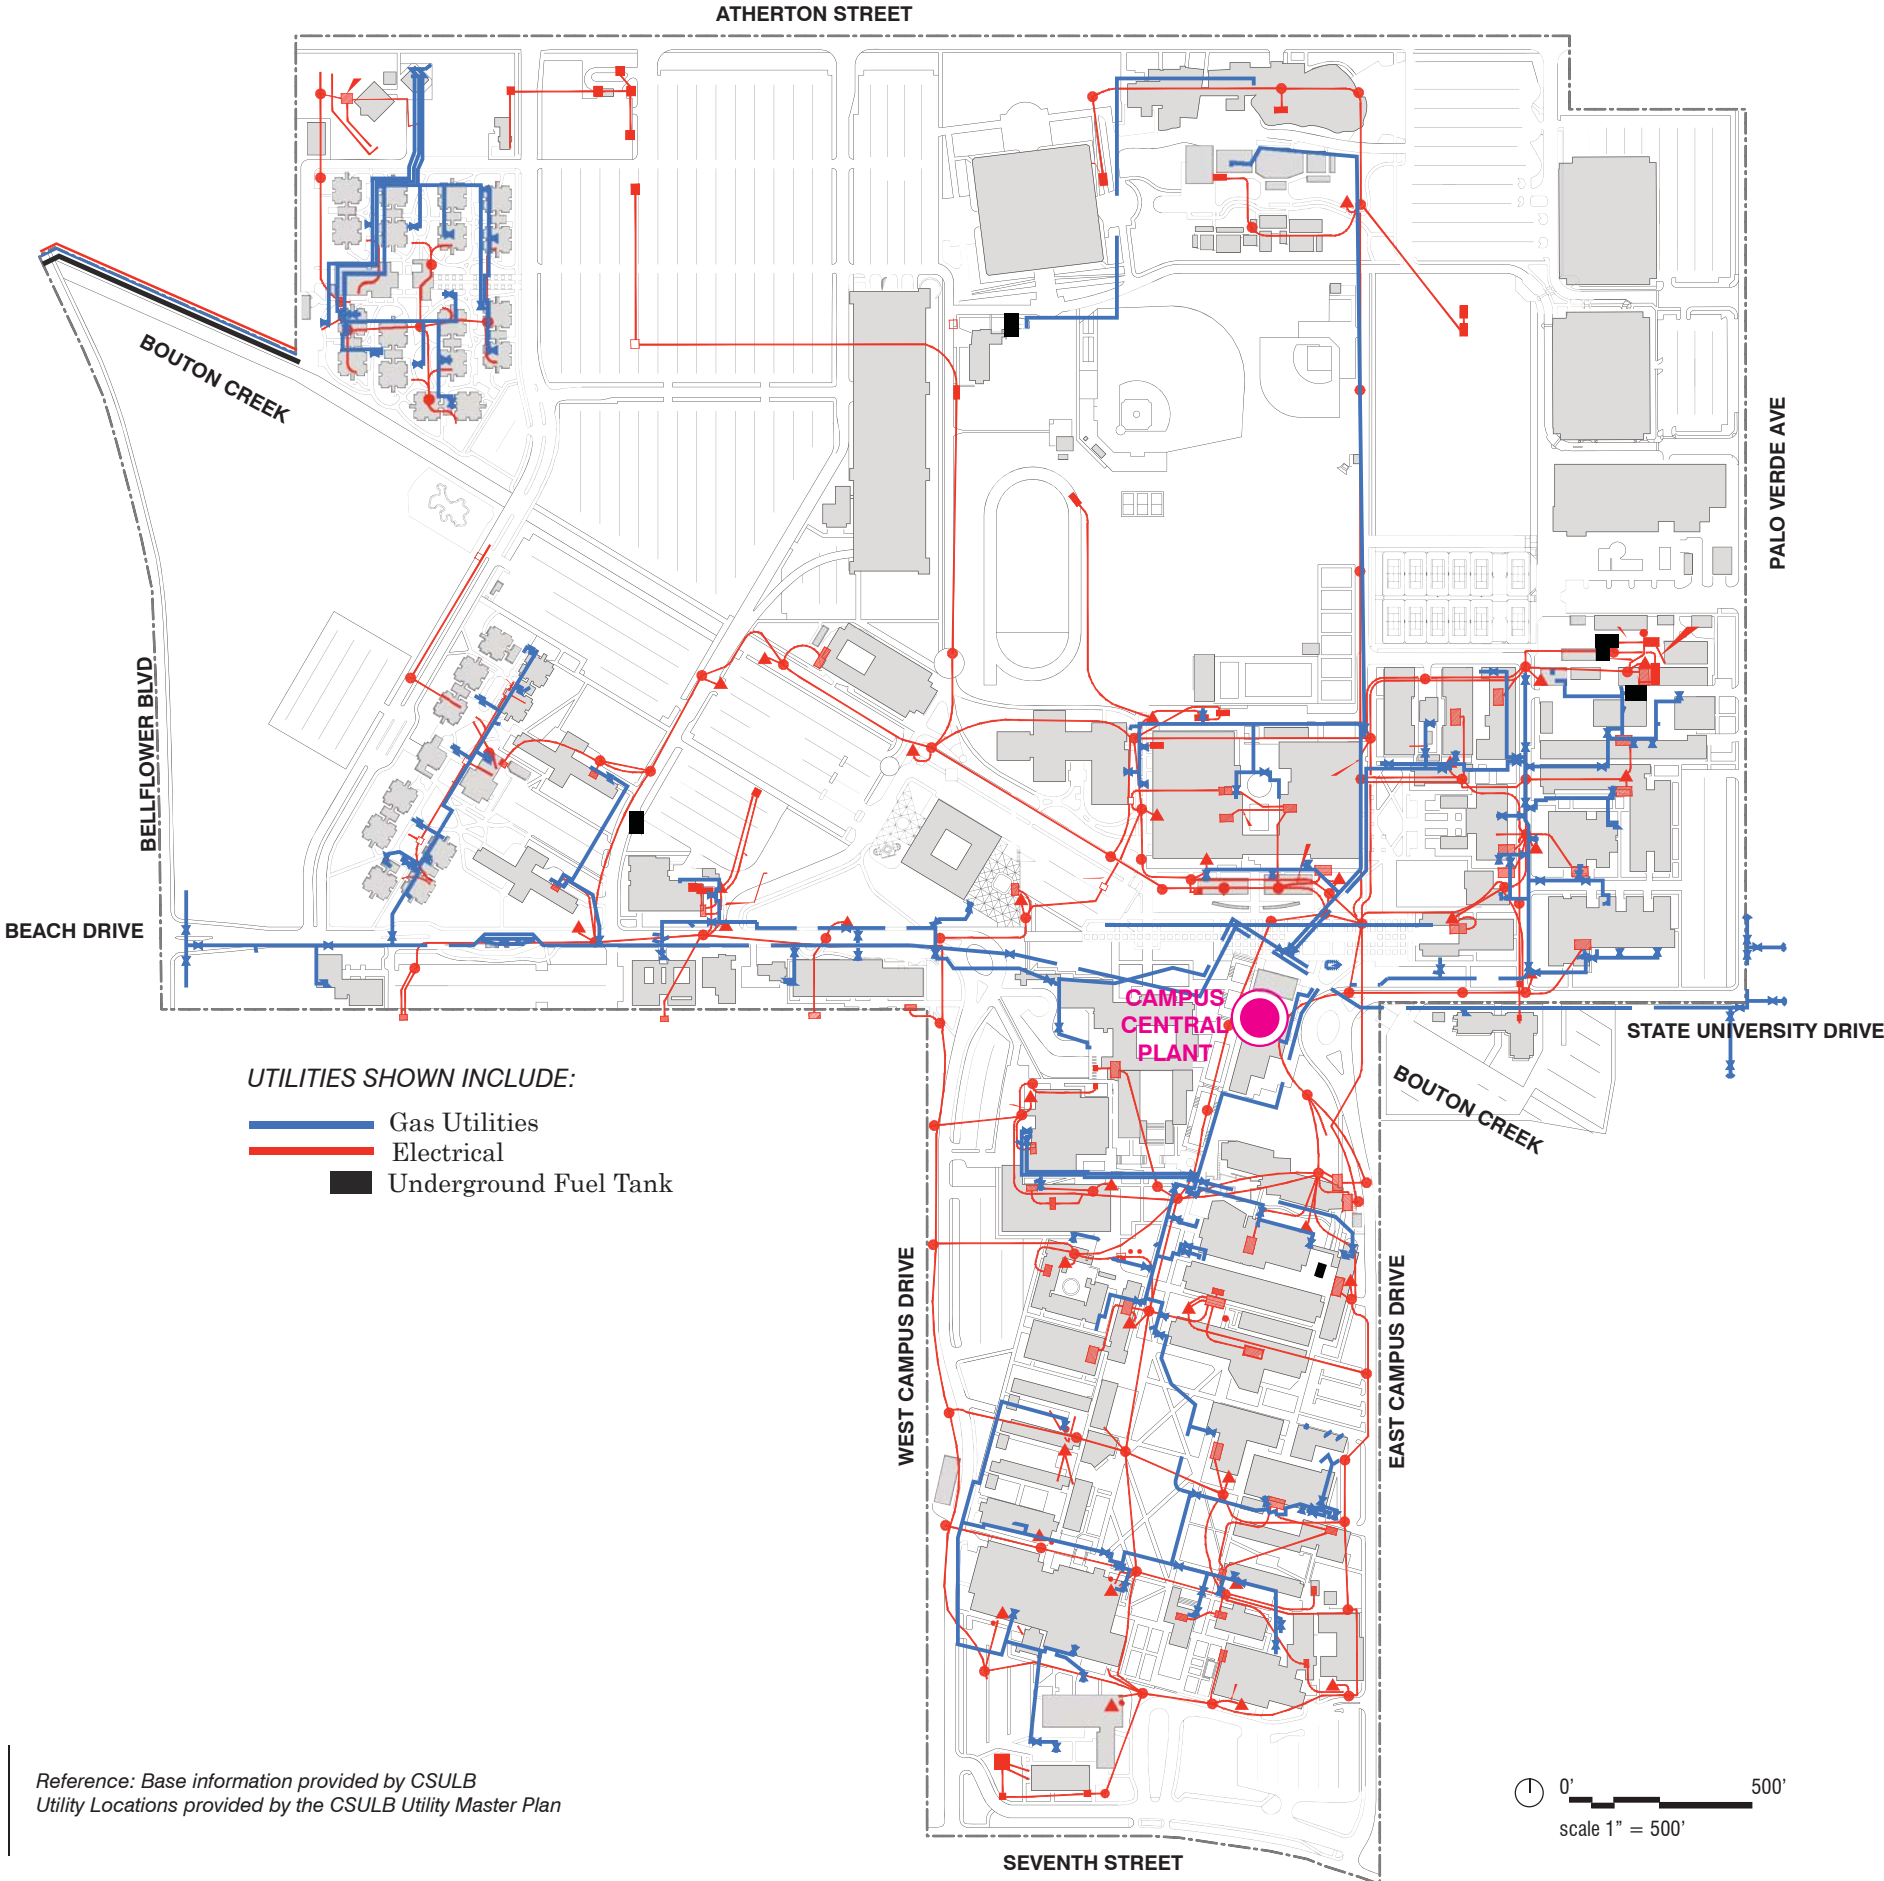 ATHERTON STREET
BOUTON CREEK
PALO VERDE AVE
BELLFLOWER BLVD
BEACH DRIVE
CAMPUS
CENTRAL
PLANT
STATE UNIVERSITY DRIVE
BOUTON CREEK
UTILITIES SHOWN INCLUDE:
Gas Utilities
Electrical
Underground Fuel Tank
WEST CAMPUS DRIVE
EAST CAMPUS DRIVE
Reference: Base information provided by CSULB
Utility Locations provided by the CSULB Utility Master Plan
0' 500'
scale 1" = 500'
SEVENTH STREET